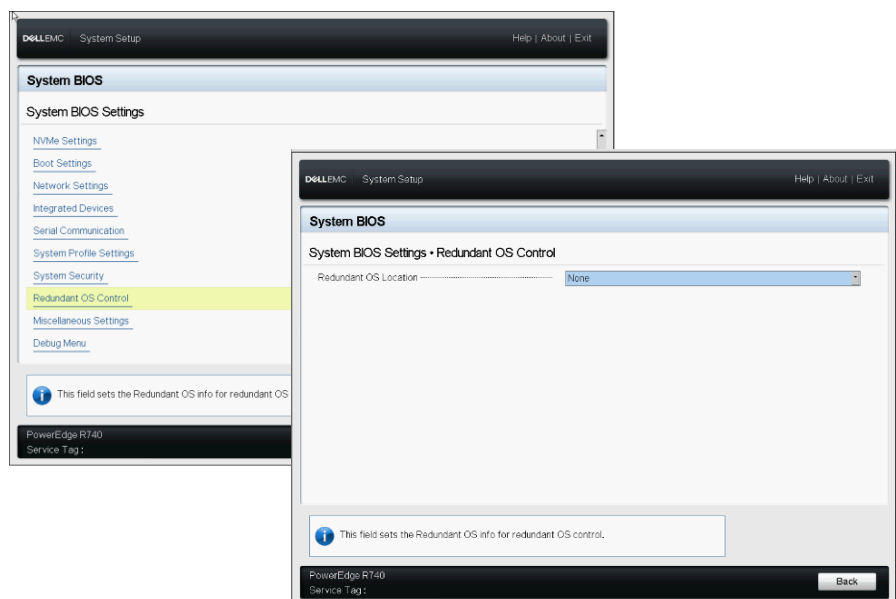 DELLEMC System Setup Help | About | Exit
System BIOS
System BIOS Settings
NVMe Settings
Boot Settings
Network Settings
Integrated Devices
Serial Communication
System Profile Settings
System Security
Redundant OS Control
Miscellaneous Settings
Debug Menu
This field sets the Redundant OS info for redundant OS
PowerEdge R740
Service Tag :
DELLEMC System Setup Help | About | Exit
System BIOS
System BIOS Settings • Redundant OS Control
Redundant OS Location None
This field sets the Redundant OS info for redundant OS control.
PowerEdge R740
Service Tag : Back